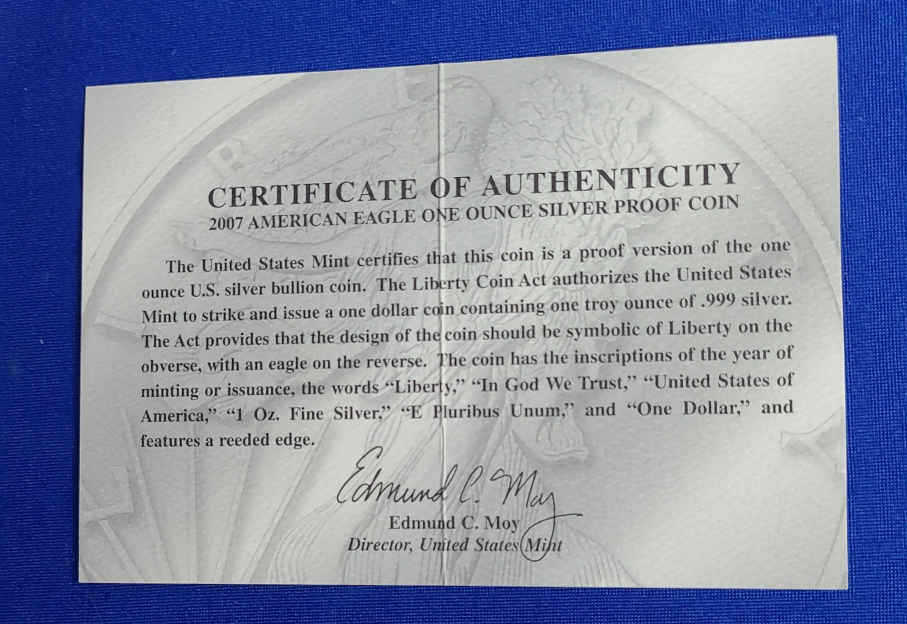 CERTIFICATE OF AUTHENTICITY
2007 AMERICAN EAGLE ONE OUNCE SILVER PROOF COIN
The United States Mint certifies that this coin is a proof version of the one
ounce U.S. silver bullion coin. The Liberty Coin Act authorizes the United States
Mint to strike and issue a one dollar coin containing one troy ounce of .999 silver.
The Act provides that the design of the coin should be symbolic of Liberty on the
obverse, with an eagle on the reverse. The coin has the inscriptions of the year of
minting or issuance, the words “Liberty,” “In God We Trust,” “United States of
America,” “1 Oz. Fine Silver,” “E Pluribus Unum,” and “One Dollar,” and
features a reeded edge.
Edmund C. Moy
Edmund C. Moy
Director, United States Mint